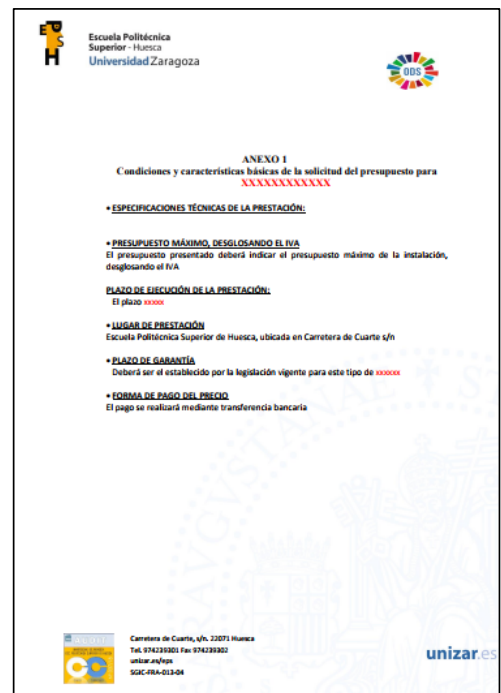 Escuela Politécnica
Superior - Huesca
Universidad Zaragoza
ODS
ANEXO 1
Condiciones y características básicas de la solicitud del presupuesto para
XXXXXXXXXXXX
• ESPECIFICACIONES TÉCNICAS DE LA PRESTACIÓN:
• PRESUPUESTO MÁXIMO, DESGLOSANDO EL IVA
El presupuesto presentado deberá indicar el presupuesto máximo de la instalación,
desglosando el IVA
PLAZO DE EJECUCIÓN DE LA PRESTACIÓN:
El plazo xxxxx
• LUGAR DE PRESTACIÓN
Escuela Politécnica Superior de Huesca, ubicada en Carretera de Cuarte s/n
• PLAZO DE GARANTÍA
Deberá ser el establecido por la legislación vigente para este tipo de xxxxxx
• FORMA DE PAGO DEL PRECIO
El pago se realizará mediante transferencia bancaria
Carretera de Cuarte, s/n. 22071 Huesca
Tel. 974239301 Fax 974239302
unizar.es/eps
SGIC-FRA-013-04
unizar.es